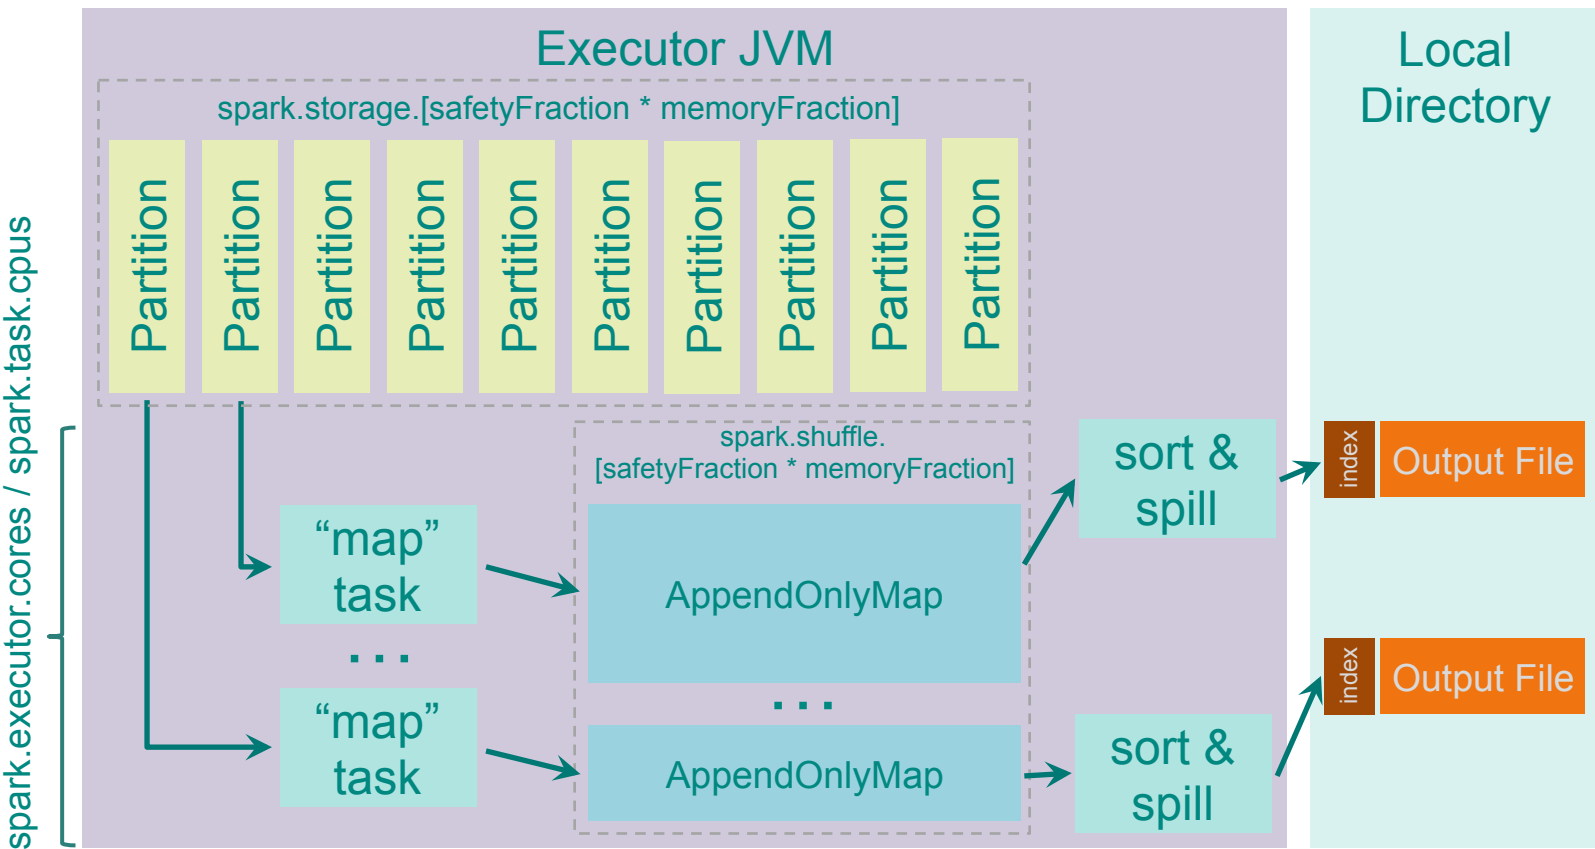 Executor JVM
Local
Directory
spark.storage.[safetyFraction * memoryFraction]
Partition
Partition
Partition
Partition
Partition
Partition
Partition
Partition
Partition
Partition
spark.executor.cores / spark.task.cpus
spark.shuffle.
[safetyFraction * memoryFraction]
“map”
task
AppendOnlyMap
sort &
spill
index
Output File
...
...
“map”
task
AppendOnlyMap
sort &
spill
index
Output File